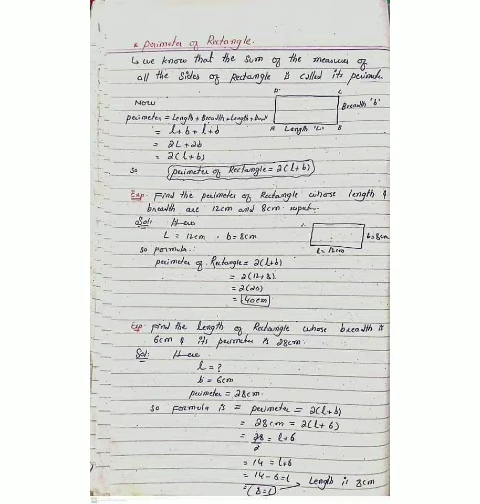 * Perimeter of Rectangle.
↳ we know that the sum of the measures of
all the sides of Rectangle is called its perimeter
Now
D C
Breadth 'b'
perimeter = Length + Breadth + Length +
A Length 'L' B
= l+b+l+b
= 2L+2b
= 2(l+b)
so perimeter of Rectangle = 2(l+b)
Exp Find the perimeter of Rectangle whose length &
breadth are 12cm and 8cm
Sol: Here
L = 12cm . b = 8cm
b=8cm
l=12cm
so formula:
perimeter of Rectangle = 2(l+b)
= 2(12+8)
= 2(20)
= 40cm
Exp Find the Length of Rectangle whose breadth is
6cm & its perimeter is 28cm.
Sol: Here
l = ?
b = 6cm
perimeter = 28cm.
so Formula is = perimeter = 2(l+b)
= 28cm = 2(l+6)
= 28/2 = l+6
= 14 = l+6
= 14-6 = l
= (8=l) → Length is 8cm